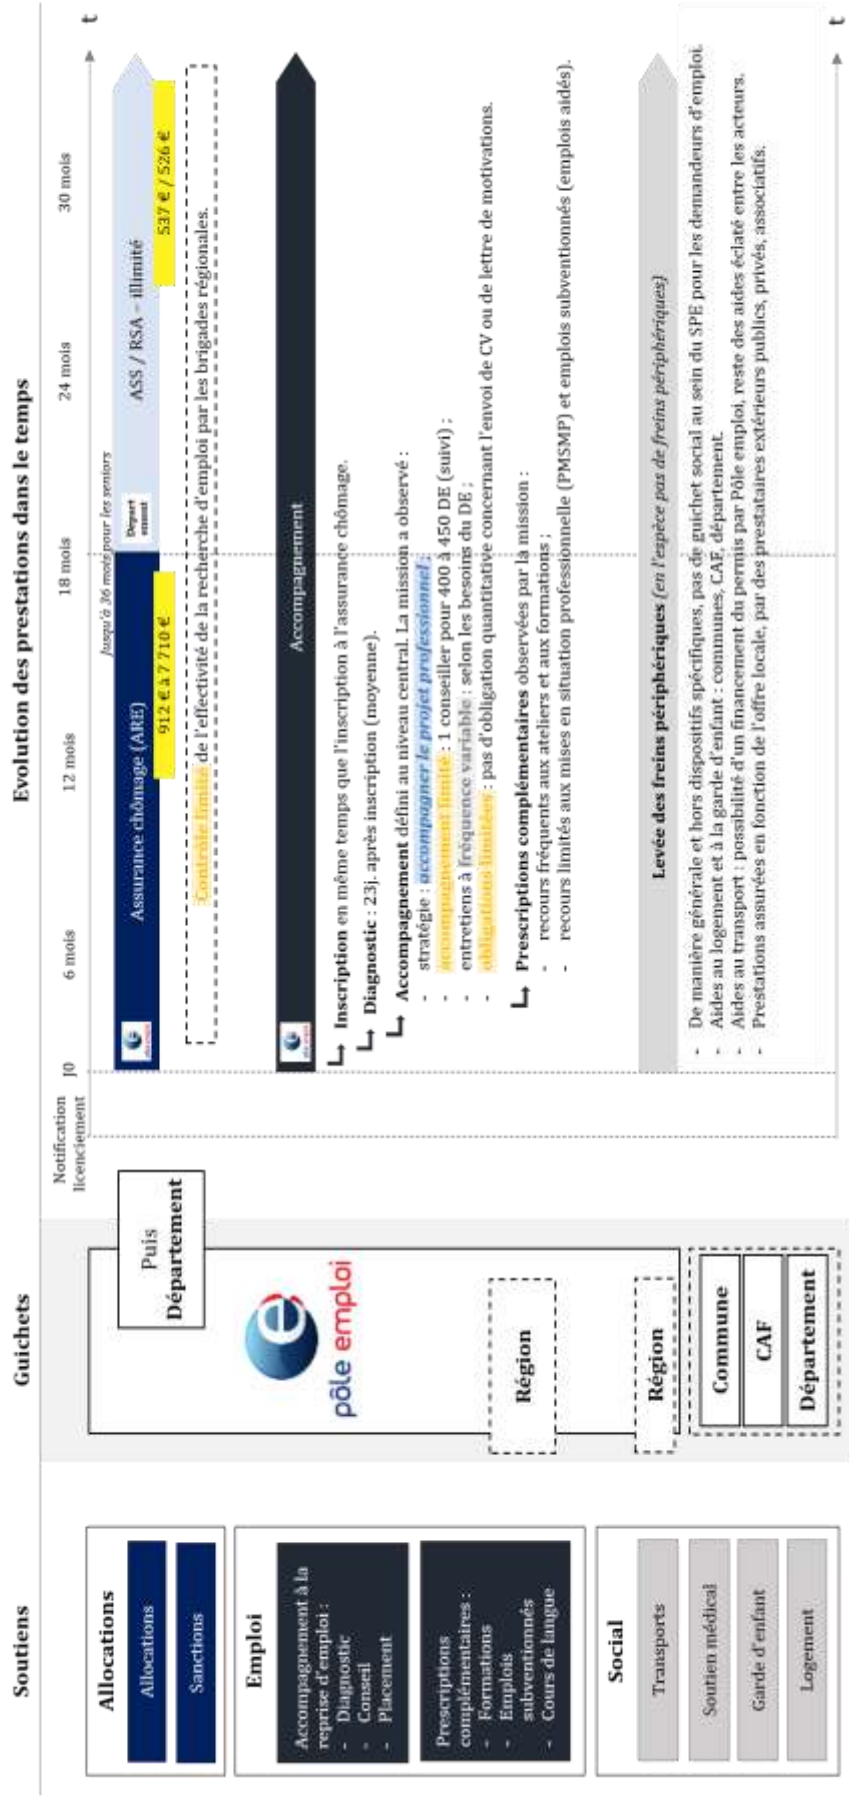 Soutiens
Guichets
Evolution des prestations dans le temps
Allocations
Allocations
Sanctions
Emploi
Accompagnement à la
reprise d'emploi :
- Diagnostic
- Conseil
- Placement
Prescriptions
complémentaires :
- Formations
- Emplois
subventionnés
- Cours de langue
Social
Transports
Soutien médical
Garde d'enfant
Logement
Puis
Département
pôle emploi
Région
Région
Commune
CAF
Département
Notification
licenciement
J0
6 mois
12 mois
18 mois
24 mois
30 mois
t
Jusqu'à 36 mois pour les seniors
Assurance chômage (ARE)
Départ
ement
ASS / RSA – illimité
912 € à 7 710 €
537 € / 526 €
Contrôle limité de l'effectivité de la recherche d'emploi par les brigades régionales.
Accompagnement
Inscription en même temps que l'inscription à l'assurance chômage.
Diagnostic : 23j. après inscription (moyenne).
Accompagnement défini au niveau central. La mission a observé :
- stratégie : accompagner le projet professionnel ;
- accompagnement limité : 1 conseiller pour 400 à 450 DE (suivi) ;
- entretiens à fréquence variable : selon les besoins du DE ;
- obligations limitées : pas d'obligation quantitative concernant l'envoi de CV ou de lettre de motivations.
Prescriptions complémentaires observées par la mission :
- recours fréquents aux ateliers et aux formations ;
- recours limités aux mises en situation professionnelle (PMSMP) et emplois subventionnés (emplois aidés).
Levée des freins périphériques (en l'espèce pas de freins périphériques)
- De manière générale et hors dispositifs spécifiques, pas de guichet social au sein du SPE pour les demandeurs d'emploi.
- Aides au logement et à la garde d'enfant : communes, CAF, département.
- Aides au transport : possibilité d'un financement du permis par Pôle emploi, reste des aides éclaté entre les acteurs.
- Prestations assurées en fonction de l'offre locale, par des prestataires extérieurs publics, privés, associatifs.
t